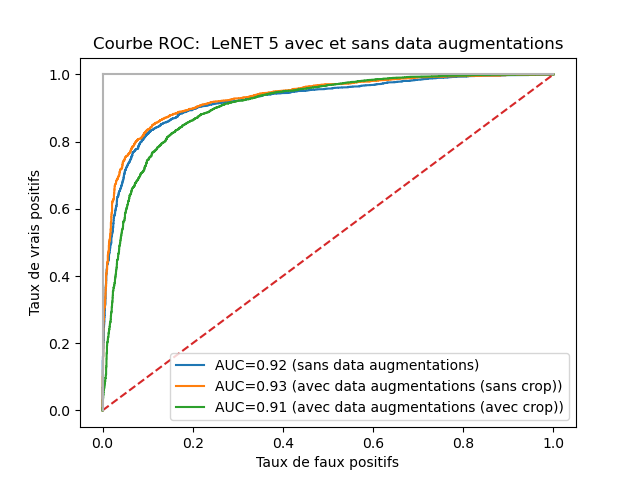 Courbe ROC:  LeNET 5 avec et sans data augmentations
Taux de vrais positifs
1.0
0.8
0.6
0.4
0.2
0.0
AUC=0.92 (sans data augmentations)
AUC=0.93 (avec data augmentations (sans crop))
AUC=0.91 (avec data augmentations (avec crop))
0.0 0.2 0.4 0.6 0.8 1.0
Taux de faux positifs